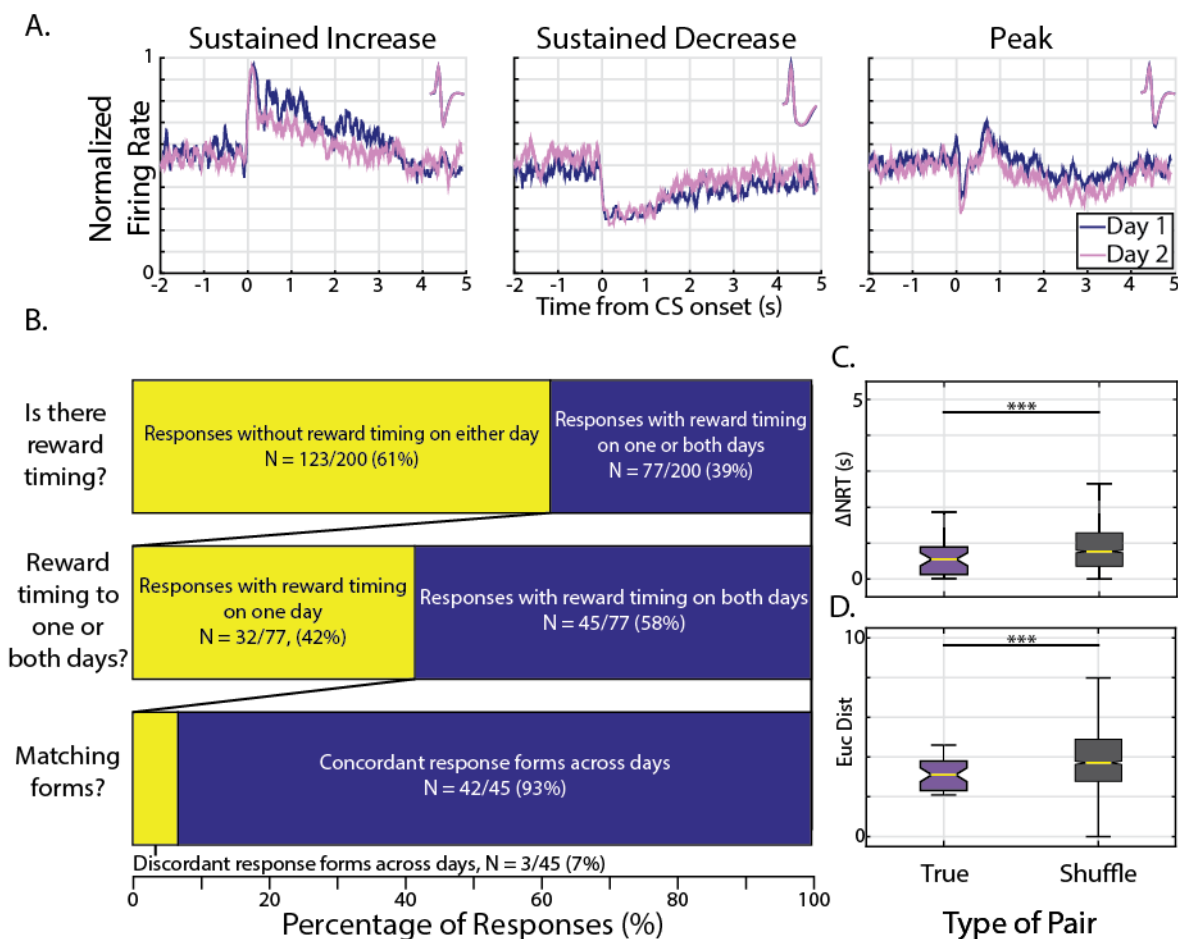 A.
Sustained Increase
Sustained Decrease
Peak
Normalized
Firing Rate
1
0
-2 -1 0 1 2 3 4 5
-2 -1 0 1 2 3 4 5
-2 -1 0 1 2 3 4 5
Day 1
Day 2
Time from CS onset (s)
B.
Is there
reward
timing?
Responses without reward timing on either day
N = 123/200 (61%)
Responses with reward timing
on one or both days
N = 77/200 (39%)
Reward
timing to
one or
both days?
Responses with reward timing
on one day
N = 32/77, (42%)
Responses with reward timing on both days
N = 45/77 (58%)
Matching
forms?
Concordant response forms across days
N = 42/45 (93%)
Discordant response forms across days, N = 3/45 (7%)
0 20 40 60 80 100
Percentage of Responses (%)
C.
5
***
ΔNRT (s)
0
D.
10
***
Euc Dist
0
True
Shuffle
Type of Pair